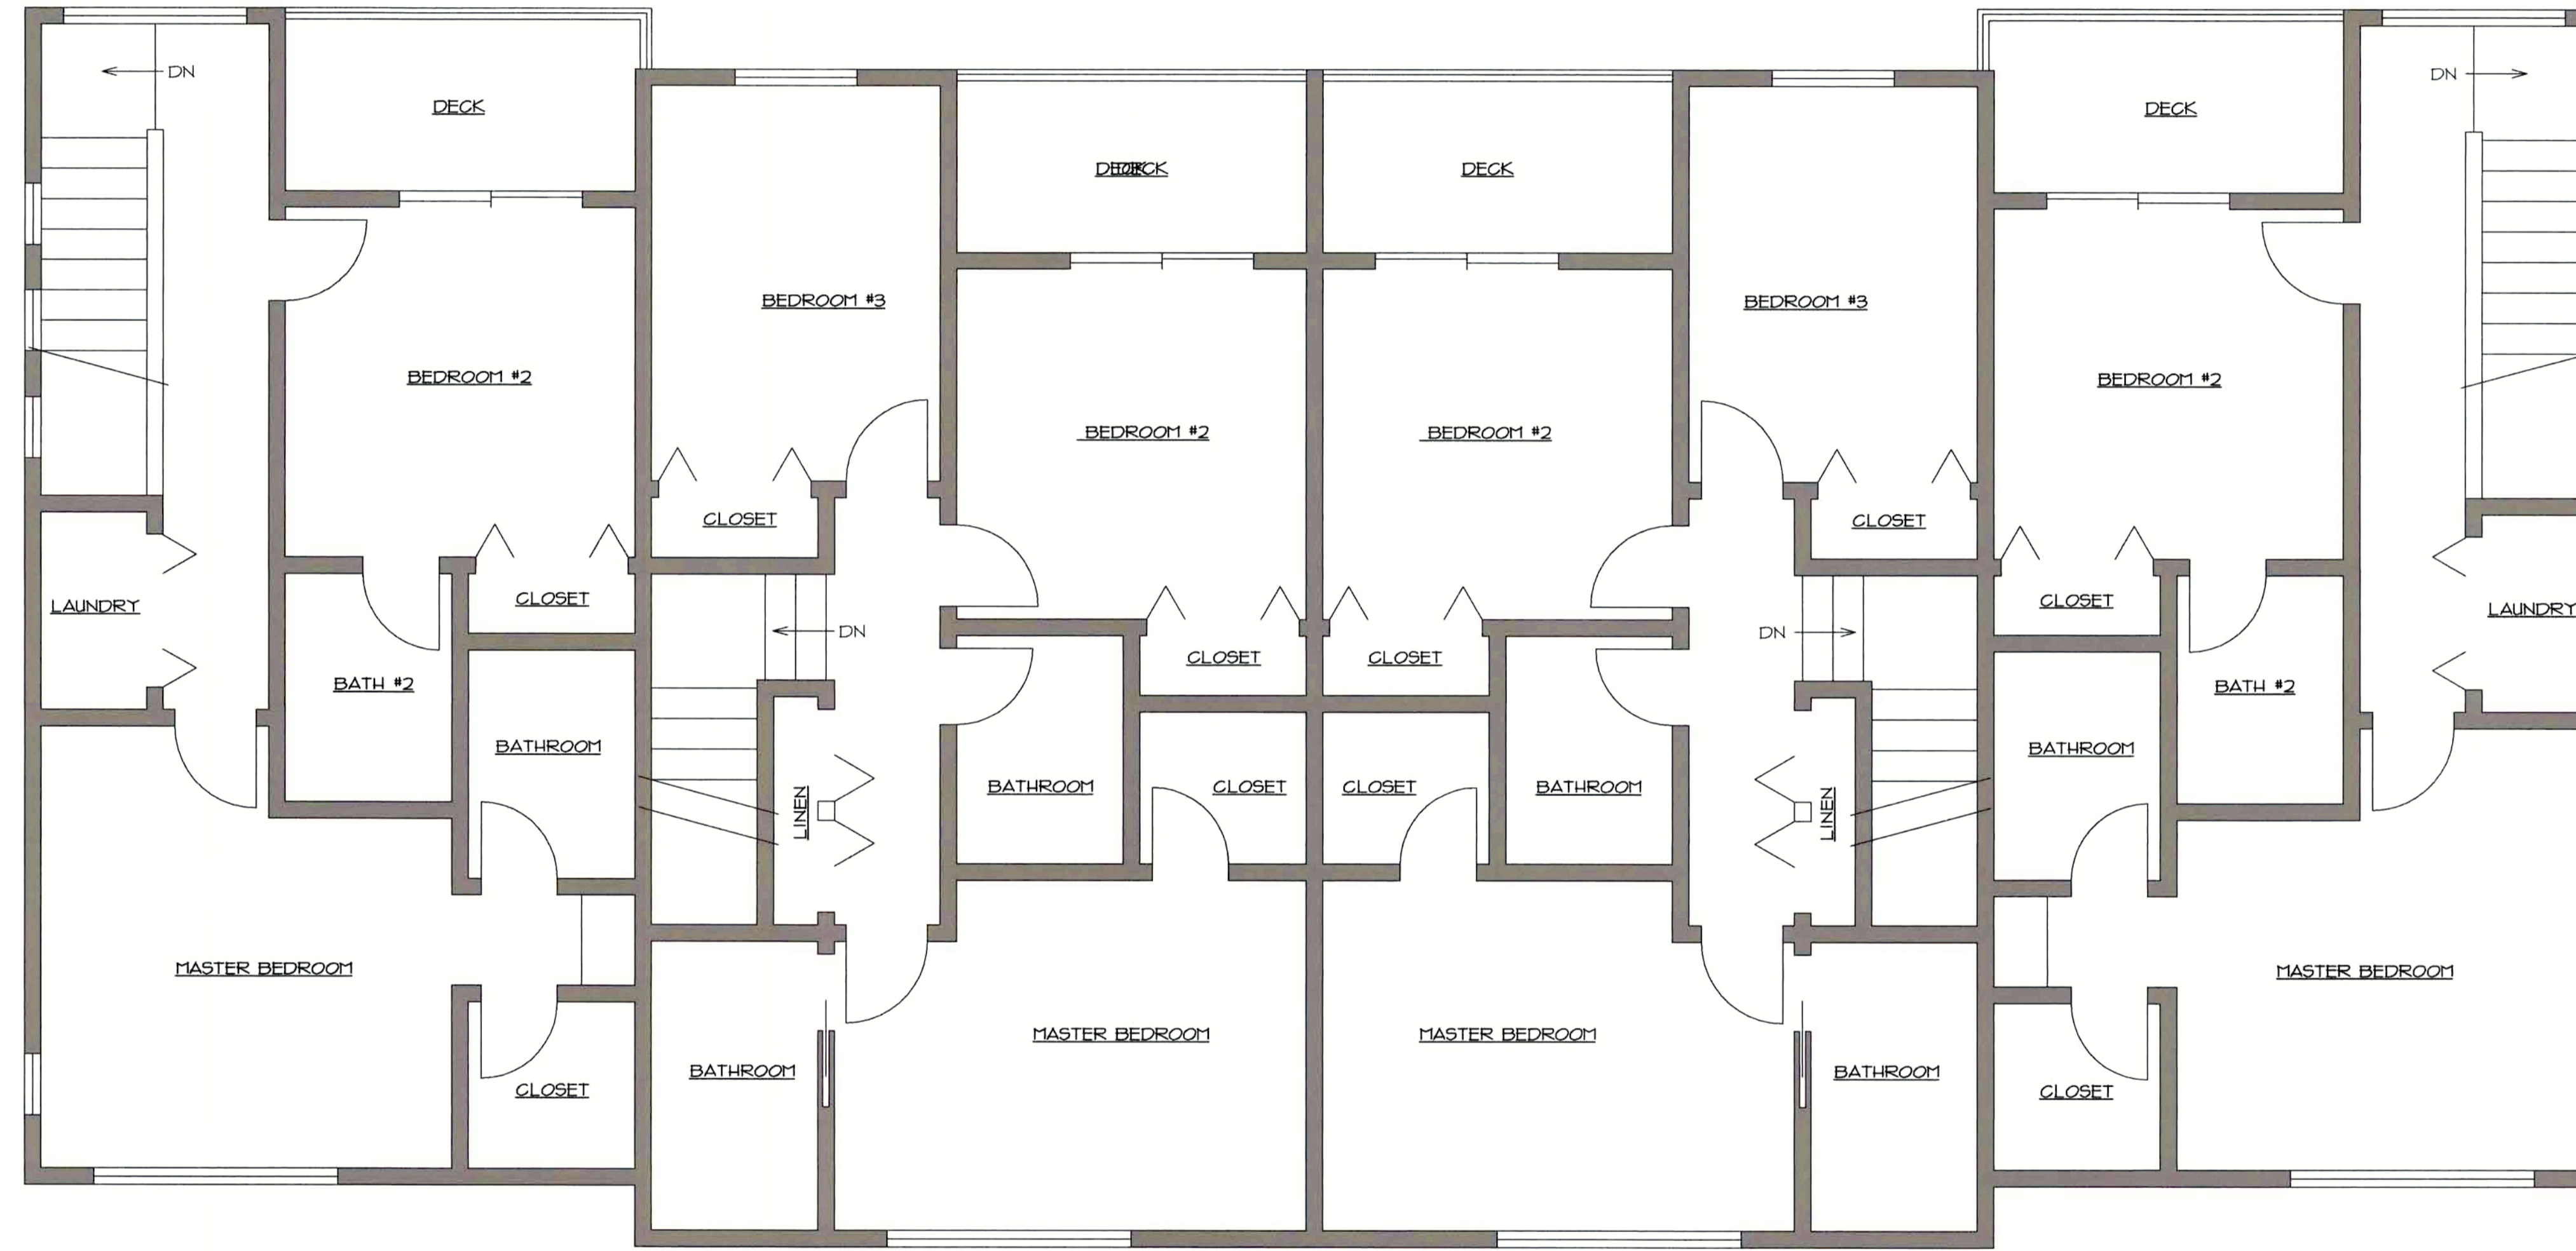 DN
DN
DECK
DECK
DECK
DECK
BEDROOM #3
BEDROOM #3
BEDROOM #2
BEDROOM #2
BEDROOM #2
BEDROOM #2
CLOSET
CLOSET
CLOSET
CLOSET
LAUNDRY
LAUNDRY
DN
DN
CLOSET
CLOSET
BATH #2
BATH #2
BATHROOM
BATHROOM
BATHROOM
CLOSET
CLOSET
BATHROOM
LINEN
LINEN
MASTER BEDROOM
MASTER BEDROOM
MASTER BEDROOM
MASTER BEDROOM
BATHROOM
BATHROOM
CLOSET
CLOSET